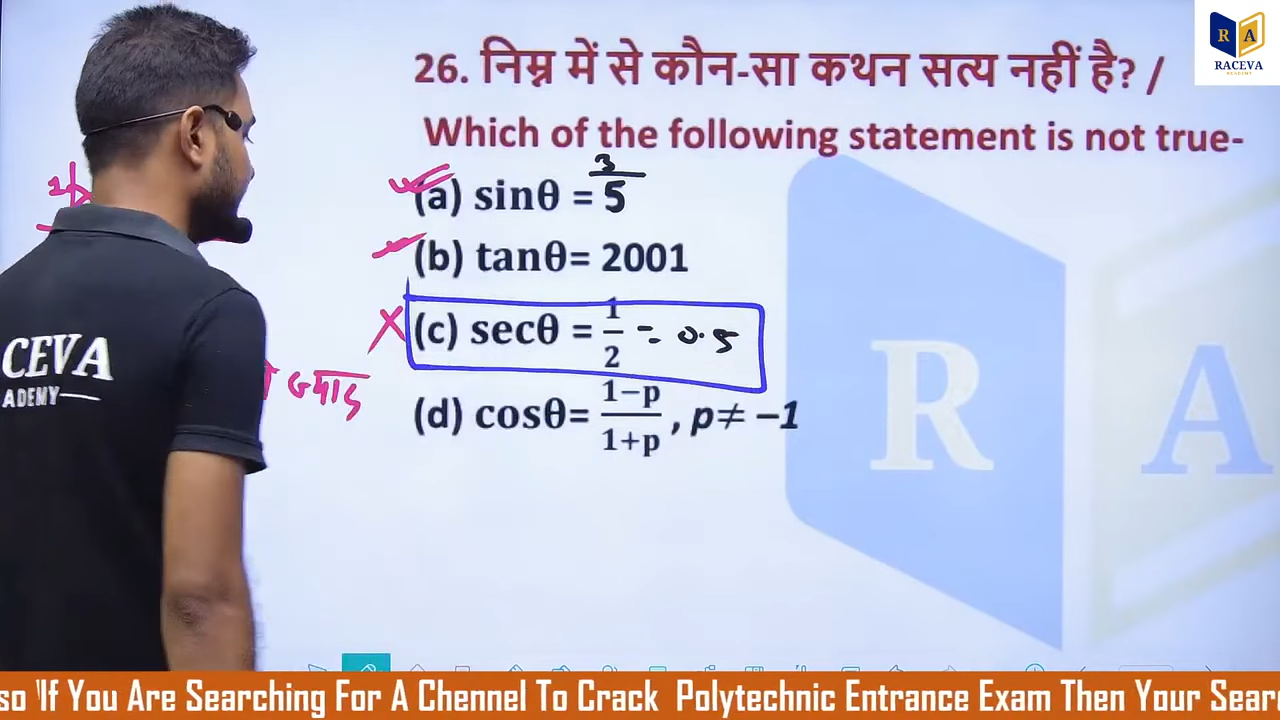 R A
RACEVA
ACADEMY
26. निम्न में से कौन-सा कथन सत्य नहीं है? /
Which of the following statement is not true-
(a) sinθ = 3/5
(b) tanθ= 2001
(c) secθ = 1/2 = 0.5
(d) cosθ= 1−p/1+p , p≠ −1
CEVA
ADEMY
R A
so 'If You Are Searching For A Chennel To Crack Polytechnic Entrance Exam Then Your Sear